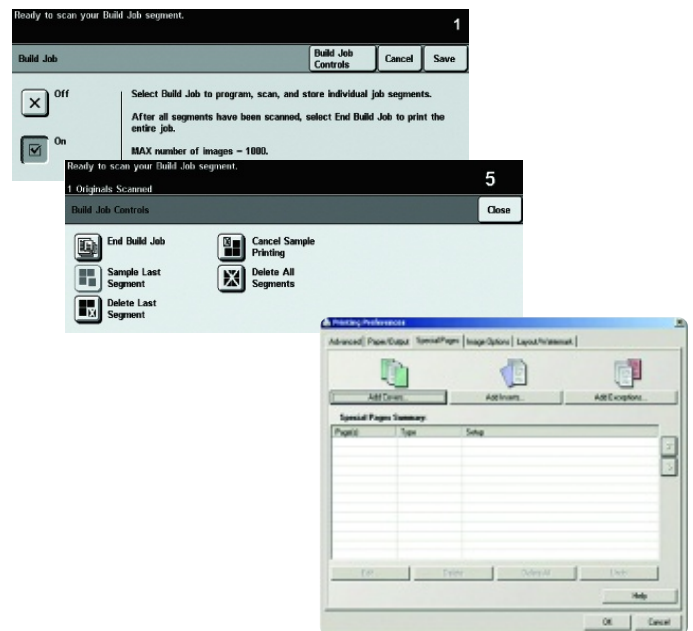 Ready to scan your Build Job segment.
1
Build Job
Build Job Controls
Cancel
Save
Off
Select Build Job to program, scan, and store individual job segments.
After all segments have been scanned, select End Build Job to print the
entire job.
On
MAX number of images – 1000.
Ready to scan your Build Job segment.
5
1 Originals Scanned
Build Job Controls
Close
End Build Job
Cancel Sample
Printing
Sample Last
Segment
Delete All
Segments
Delete Last
Segment
Printing Preferences
Advanced
Paper/Output
Special Pages
Image Options
Layout/Watermark
Add Covers...
Add Inserts...
Add Exceptions...
Special Pages Summary:
Page(s)
Type
Setup
Edit...
Delete
Delete All
Help
OK
Cancel